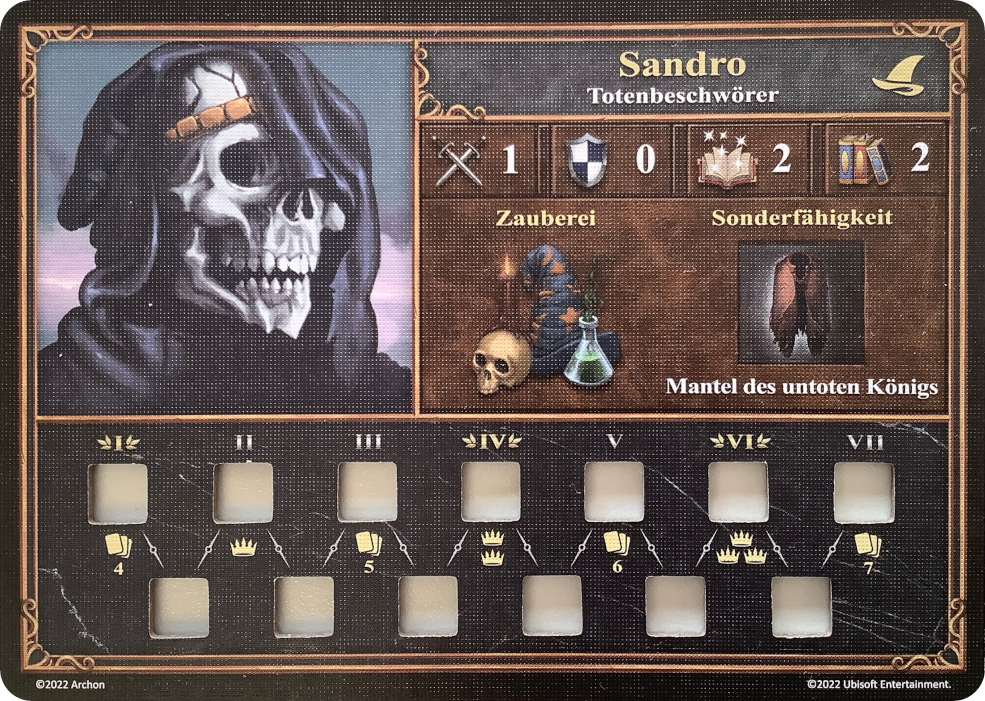 Sandro
Totenbeschwörer
1 0 2 2
Zauberei Sonderfähigkeit
Mantel des untoten Königs
I II III IV V VI VII
4 5 6 7
©2022 Archon ©2022 Ubisoft Entertainment.